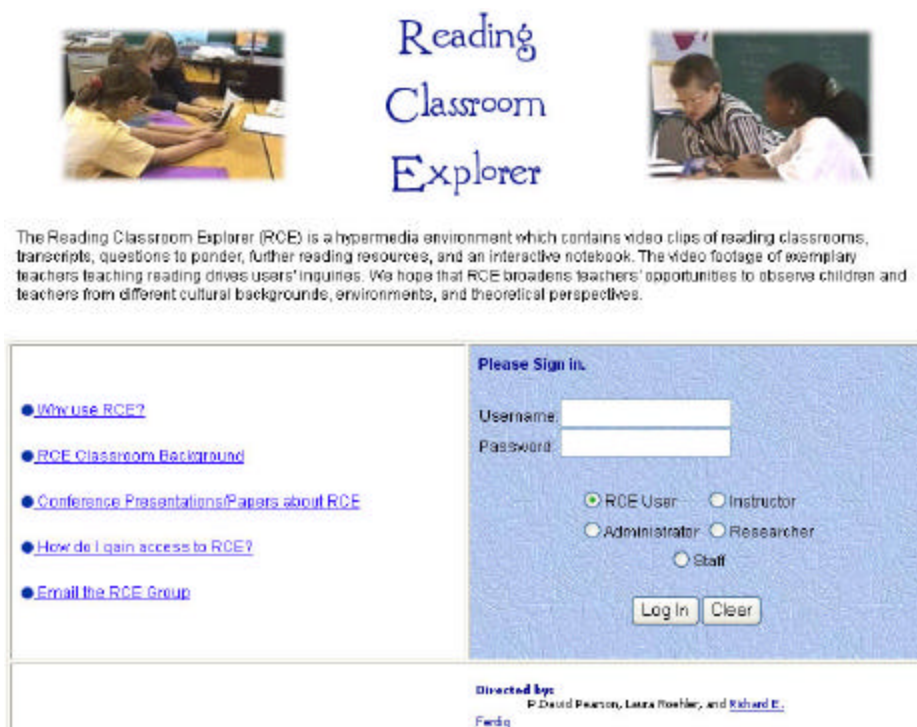 Reading
Classroom
Explorer
The Reading Classroom Explorer (RCE) is a hypermedia environment which contains video clips of reading classrooms,
transcripts, questions to ponder, further reading resources, and an interactive notebook. The video footage of exemplary
teachers teaching reading drives users' inquiries. We hope that RCE broadens teachers' opportunities to observe children and
teachers from different cultural backgrounds, environments, and theoretical perspectives.
Why use RCE?
RCE Classroom Background
Conference Presentations/Papers about RCE
How do I gain access to RCE?
Email the RCE Group
Please Sign in.
Username:
Password:
RCE User Instructor
Administrator Researcher
Staff
Log In Clear
Directed by:
P.David Pearson, Laura Roehler, and Richard E.
Ferdig